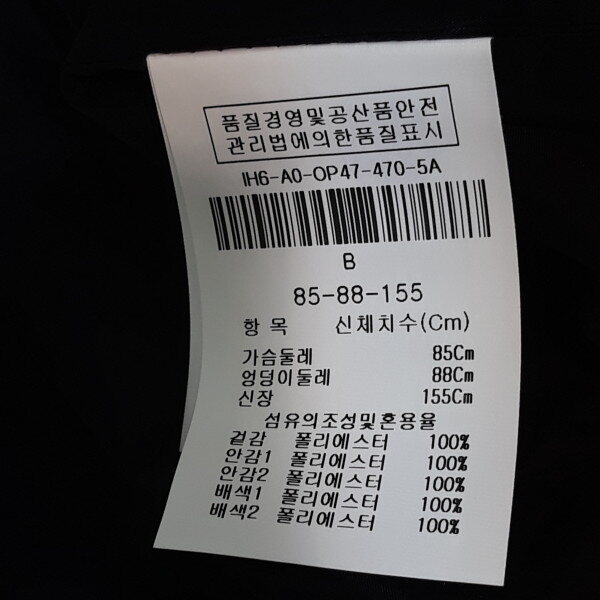 품질경영및공산품안전
관리법에의한품질표시
IH6-A0-OP47-470-5A
B
85-88-155
항 목 신체치수(Cm)
가슴둘레 85Cm
엉덩이둘레 88Cm
신장 155Cm
섬유의조성및혼용율
겉감 폴리에스터 100%
안감1 폴리에스터 100%
안감2 폴리에스터 100%
배색1 폴리에스터 100%
배색2 폴리에스터 100%